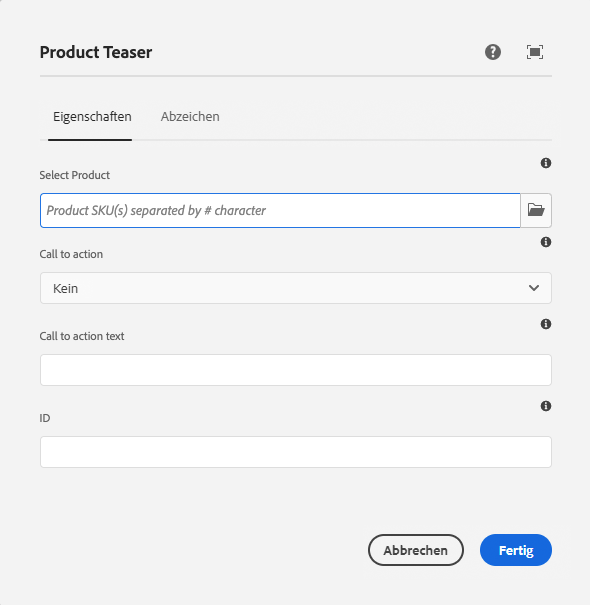 Product Teaser
Eigenschaften Abzeichen
Select Product
Product SKU(s) separated by # character
Call to action
Kein
Call to action text
ID
Abbrechen Fertig